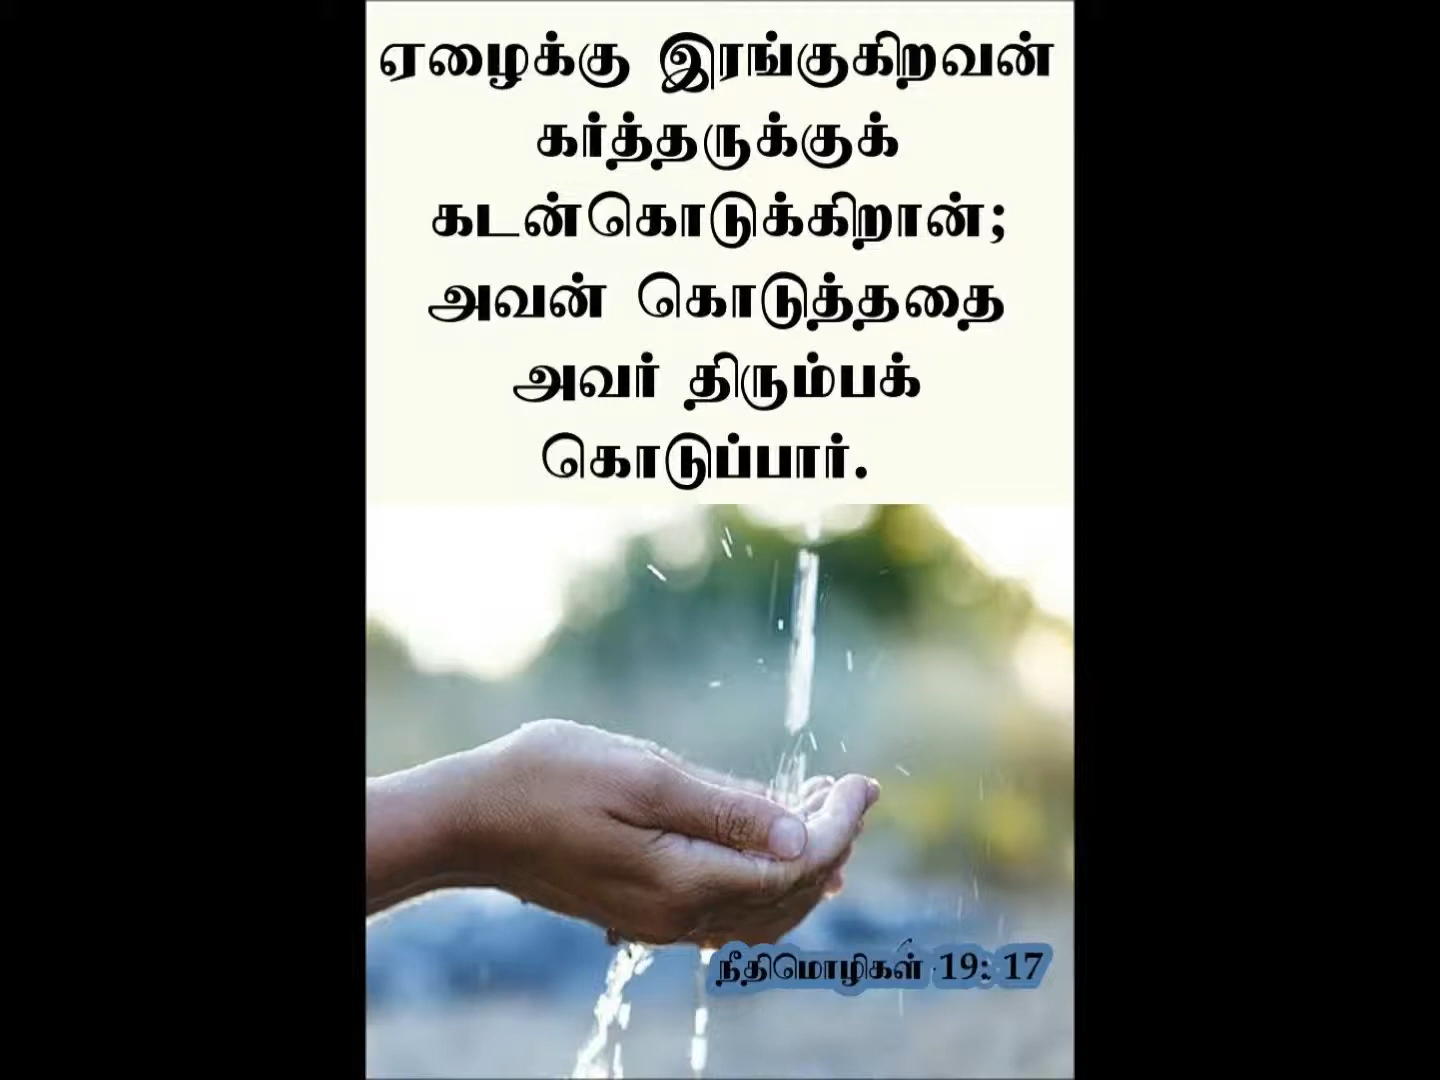 ஏழைக்கு இரங்குகிறவன்
கர்த்தருக்குக்
கடன்கொடுக்கிறான்;
அவன் கொடுத்ததை
அவர் திரும்பக்
கொடுப்பார்.
நீதிமொழிகள் 19: 17